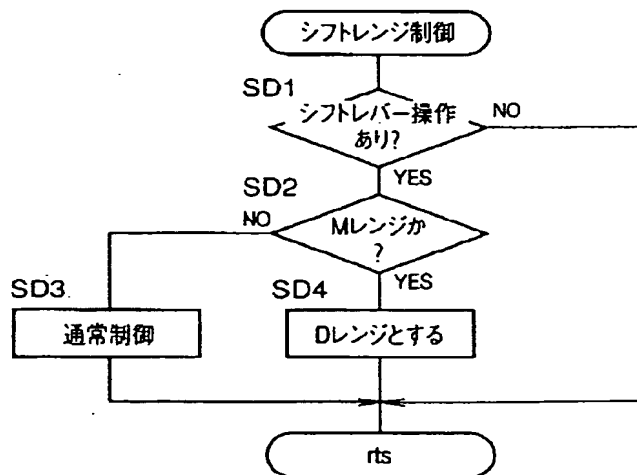 シフトレンジ制御
SD1
シフトレバー操作
あり?
NO
YES
SD2
NO
Mレンジか
?
YES
SD3
SD4
通常制御
Dレンジとする
rts